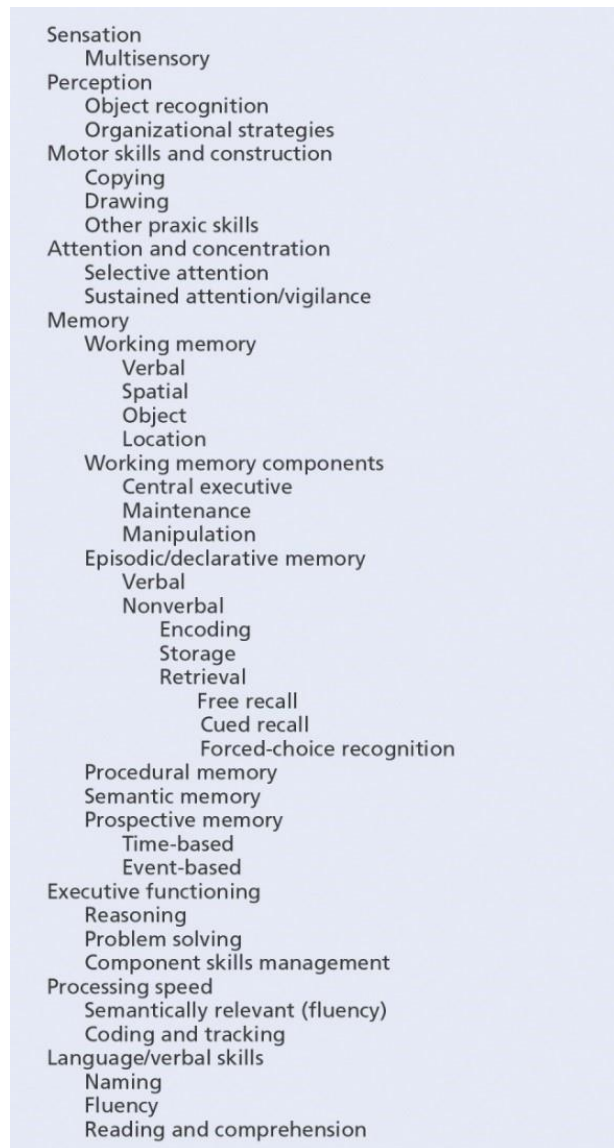 Sensation
Multisensory
Perception
Object recognition
Organizational strategies
Motor skills and construction
Copying
Drawing
Other praxic skills
Attention and concentration
Selective attention
Sustained attention/vigilance
Memory
Working memory
Verbal
Spatial
Object
Location
Working memory components
Central executive
Maintenance
Manipulation
Episodic/declarative memory
Verbal
Nonverbal
Encoding
Storage
Retrieval
Free recall
Cued recall
Forced-choice recognition
Procedural memory
Semantic memory
Prospective memory
Time-based
Event-based
Executive functioning
Reasoning
Problem solving
Component skills management
Processing speed
Semantically relevant (fluency)
Coding and tracking
Language/verbal skills
Naming
Fluency
Reading and comprehension